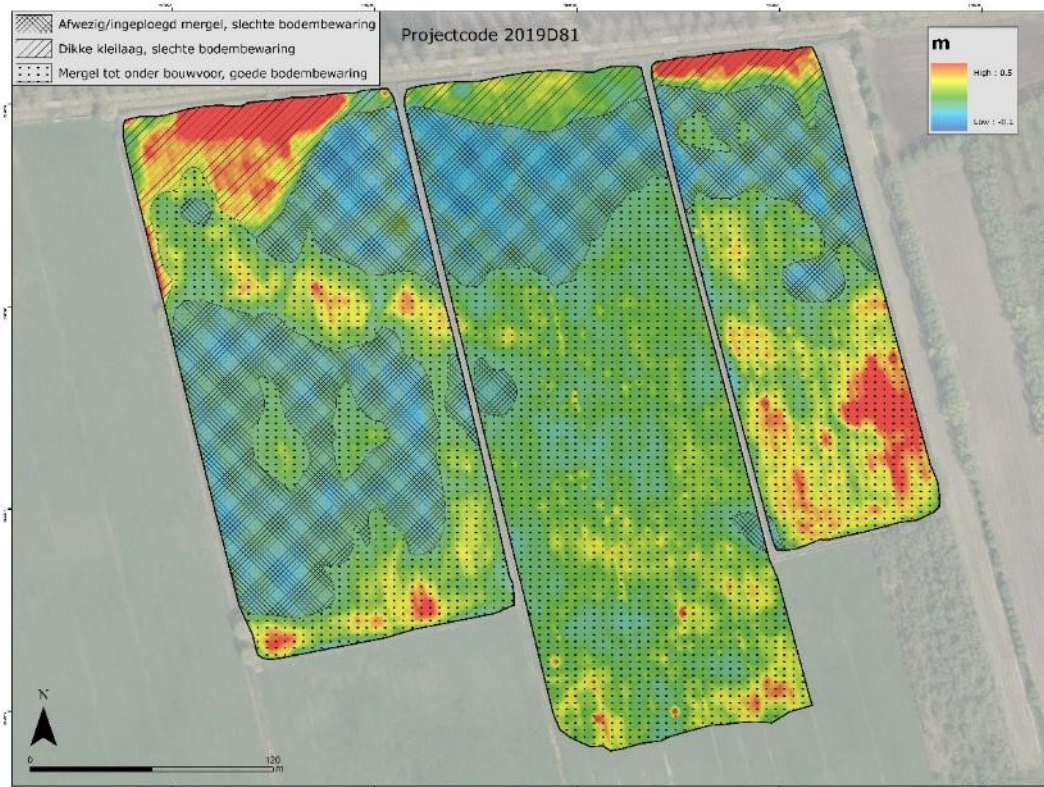 Afwezig/ingeploegd mergel, slechte bodembewaring
Dikke kleilaag, slechte bodembewaring
Mergel tot onder bouwvoor, goede bodembewaring
Projectcode 2019D81
m
High : 0.5
Low : -0.1
N
0
120
m